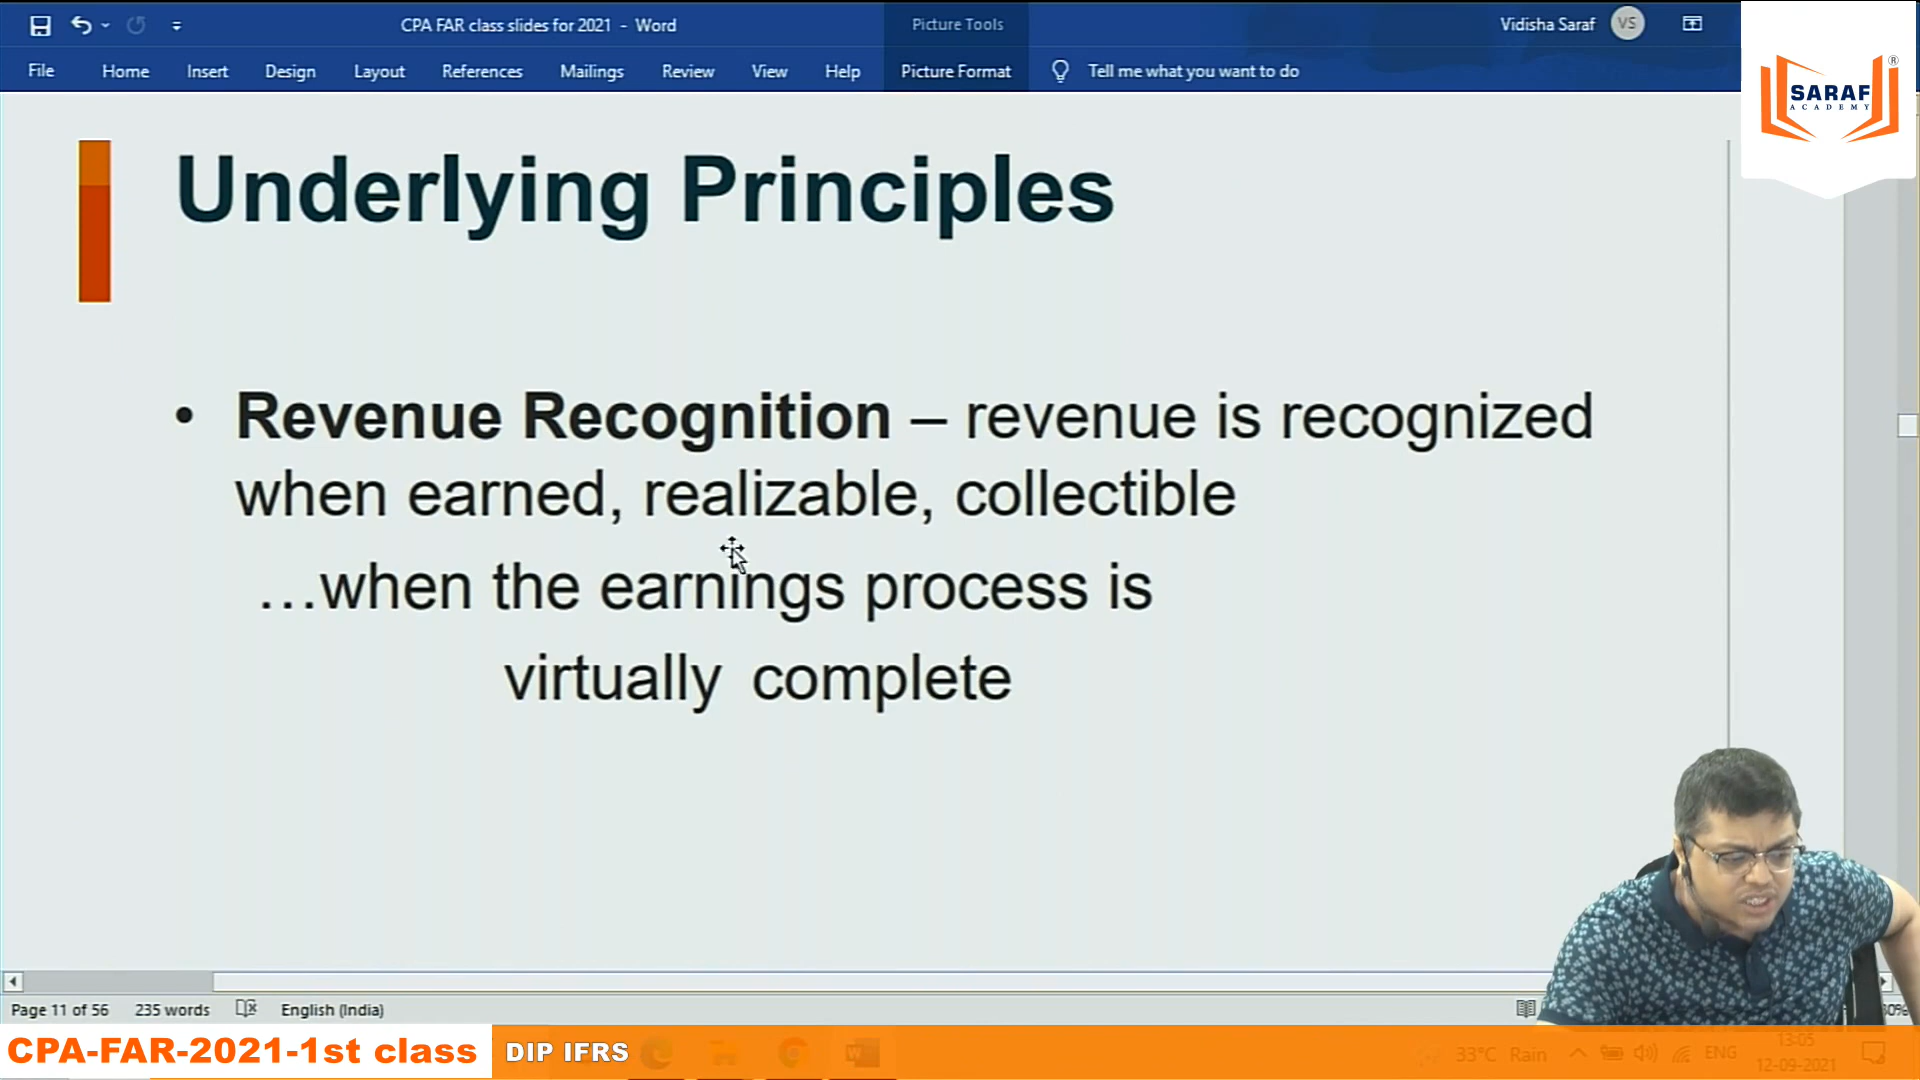 CPA FAR class slides for 2021 - Word
Picture Tools
Vidisha Saraf
VS
File
Home
Insert
Design
Layout
References
Mailings
Review
View
Help
Picture Format
Tell me what you want to do
SARAF
ACADEMY
®
Underlying Principles
• Revenue Recognition – revenue is recognized
when earned, realizable, collectible
…when the earnings process is
virtually complete
Page 11 of 56
235 words
English (India)
CPA-FAR-2021-1st class
DIP IFRS
33°C Rain
ENG
13:05
12-09-2021